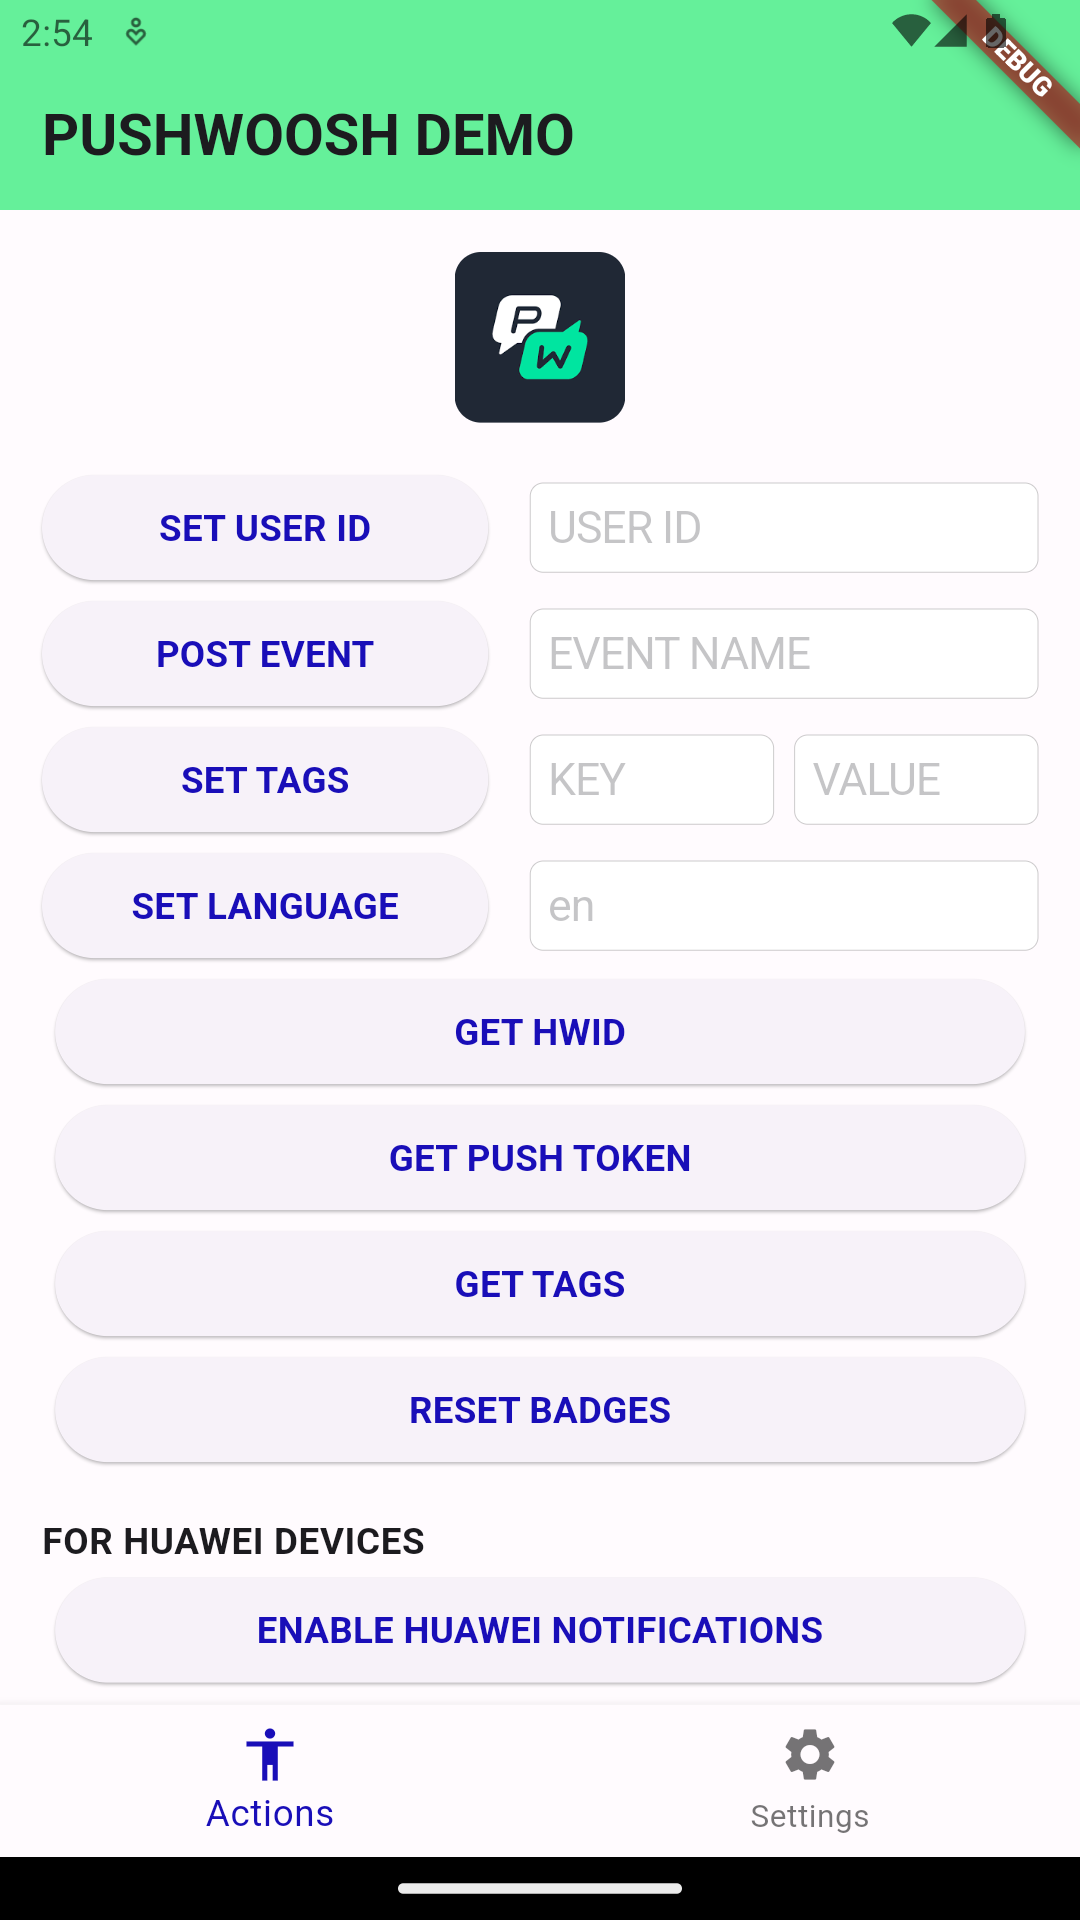 2:54
DEBUG
PUSHWOOSH DEMO
P
W
SET USER ID USER ID
POST EVENT EVENT NAME
SET TAGS KEY VALUE
SET LANGUAGE en
GET HWID
GET PUSH TOKEN
GET TAGS
RESET BADGES
FOR HUAWEI DEVICES
ENABLE HUAWEI NOTIFICATIONS
Actions Settings